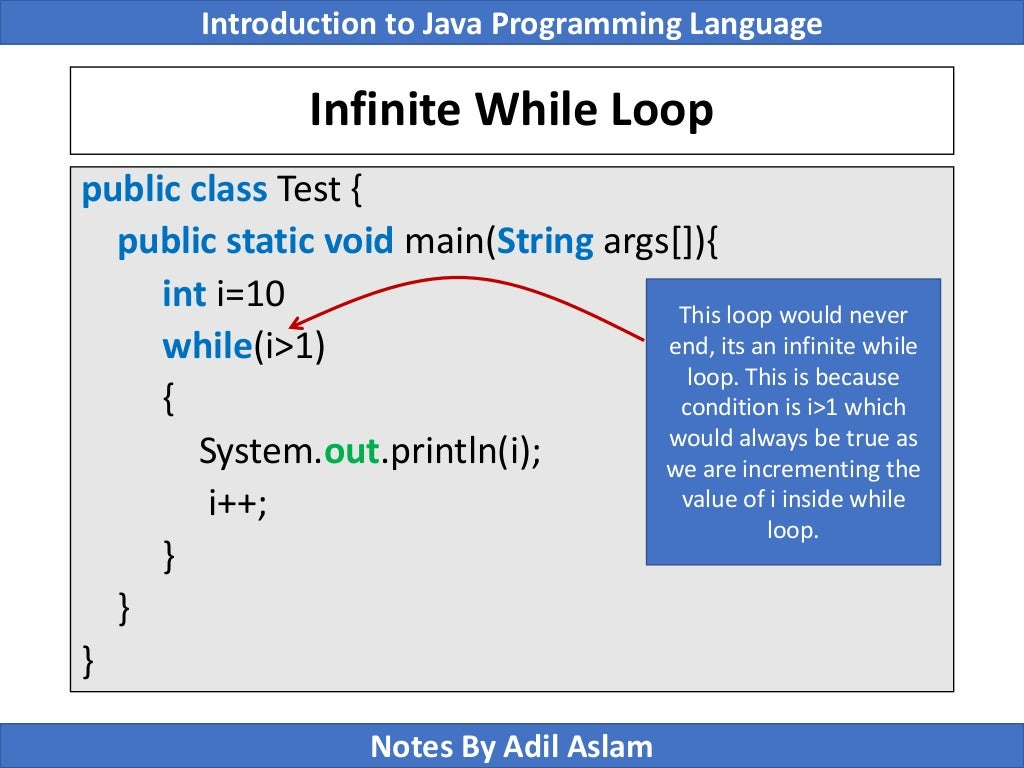 Introduction to Java Programming Language
Infinite While Loop
public class Test {
public static void main(String args[]){
int i=10
while(i>1)
{
System.out.println(i);
i++;
}
}
}
This loop would never
end, its an infinite while
loop. This is because
condition is i>1 which
would always be true as
we are incrementing the
value of i inside while
loop.
Notes By Adil Aslam